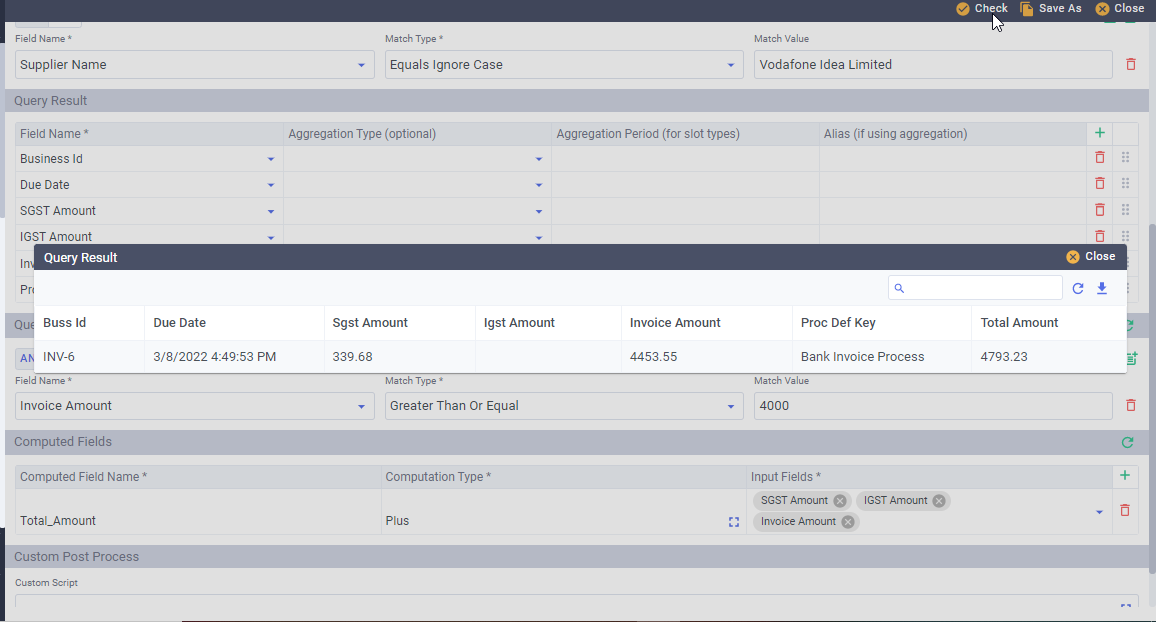 Check Save As Close
Field Name * Match Type * Match Value
Supplier Name Equals Ignore Case Vodafone Idea Limited
Query Result
Field Name * Aggregation Type (optional) Aggregation Period (for slot types) Alias (if using aggregation)
Business Id
Due Date
SGST Amount
IGST Amount
Query Result Close
Buss Id Due Date Sgst Amount Igst Amount Invoice Amount Proc Def Key Total Amount
INV-6 3/8/2022 4:49:53 PM 339.68 4453.55 Bank Invoice Process 4793.23
Field Name * Match Type * Match Value
Invoice Amount Greater Than Or Equal 4000
Computed Fields
Computed Field Name * Computation Type * Input Fields *
SGST Amount IGST Amount
Total_Amount Plus Invoice Amount
Custom Post Process
Custom Script